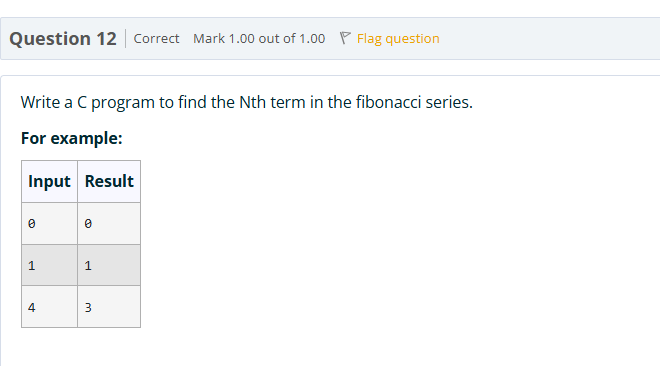 Question 12 Correct Mark 1.00 out of 1.00 Flag question
Write a C program to find the Nth term in the fibonacci series.
For example:
Input Result
0 0
1 1
4 3